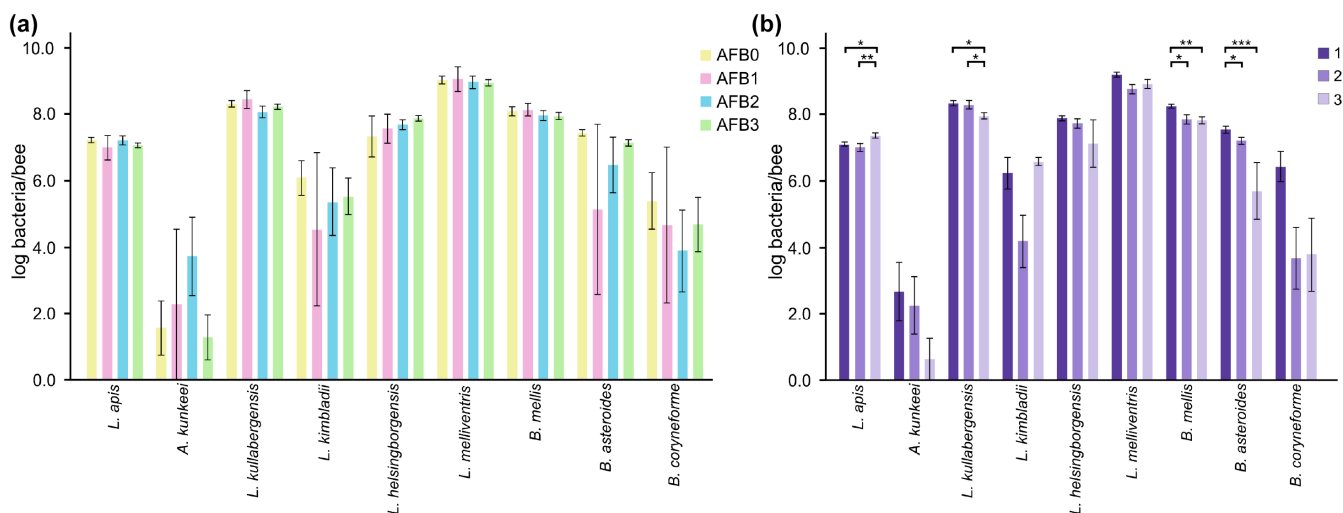 (a)
10.0
8.0
6.0
4.0
2.0
0.0
log bacteria/bee
AFB0
AFB1
AFB2
AFB3
L. apis
A. kunkeei
L. kullabergensis
L. kimbladii
L. helsingborgensis
L. melliventris
B. mellis
B. asteroides
B. coryneforme
(b)
10.0
8.0
6.0
4.0
2.0
0.0
log bacteria/bee
*
**
*
*
**
*
***
*
1
2
3
L. apis
A. kunkeei
L. kullabergensis
L. kimbladii
L. helsingborgensis
L. melliventris
B. mellis
B. asteroides
B. coryneforme